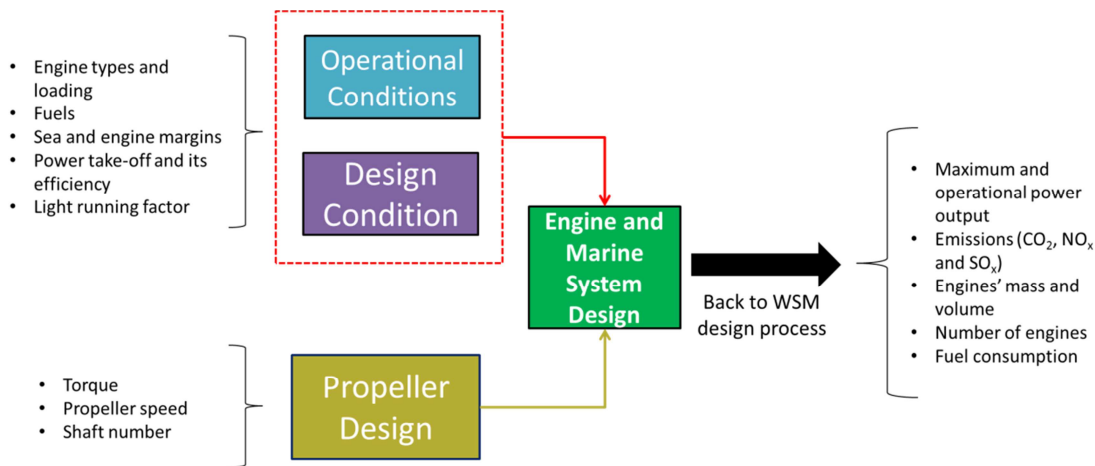 • Engine types and
loading
• Fuels
• Sea and engine margins
• Power take-off and its
efficiency
• Light running factor
Operational
Conditions
Design
Condition
Engine and
Marine
System
Design
Back to WSM
design process
• Maximum and
operational power
output
• Emissions (CO₂, NOₓ
and SOₓ)
• Engines' mass and
volume
• Number of engines
• Fuel consumption
• Torque
• Propeller speed
• Shaft number
Propeller
Design